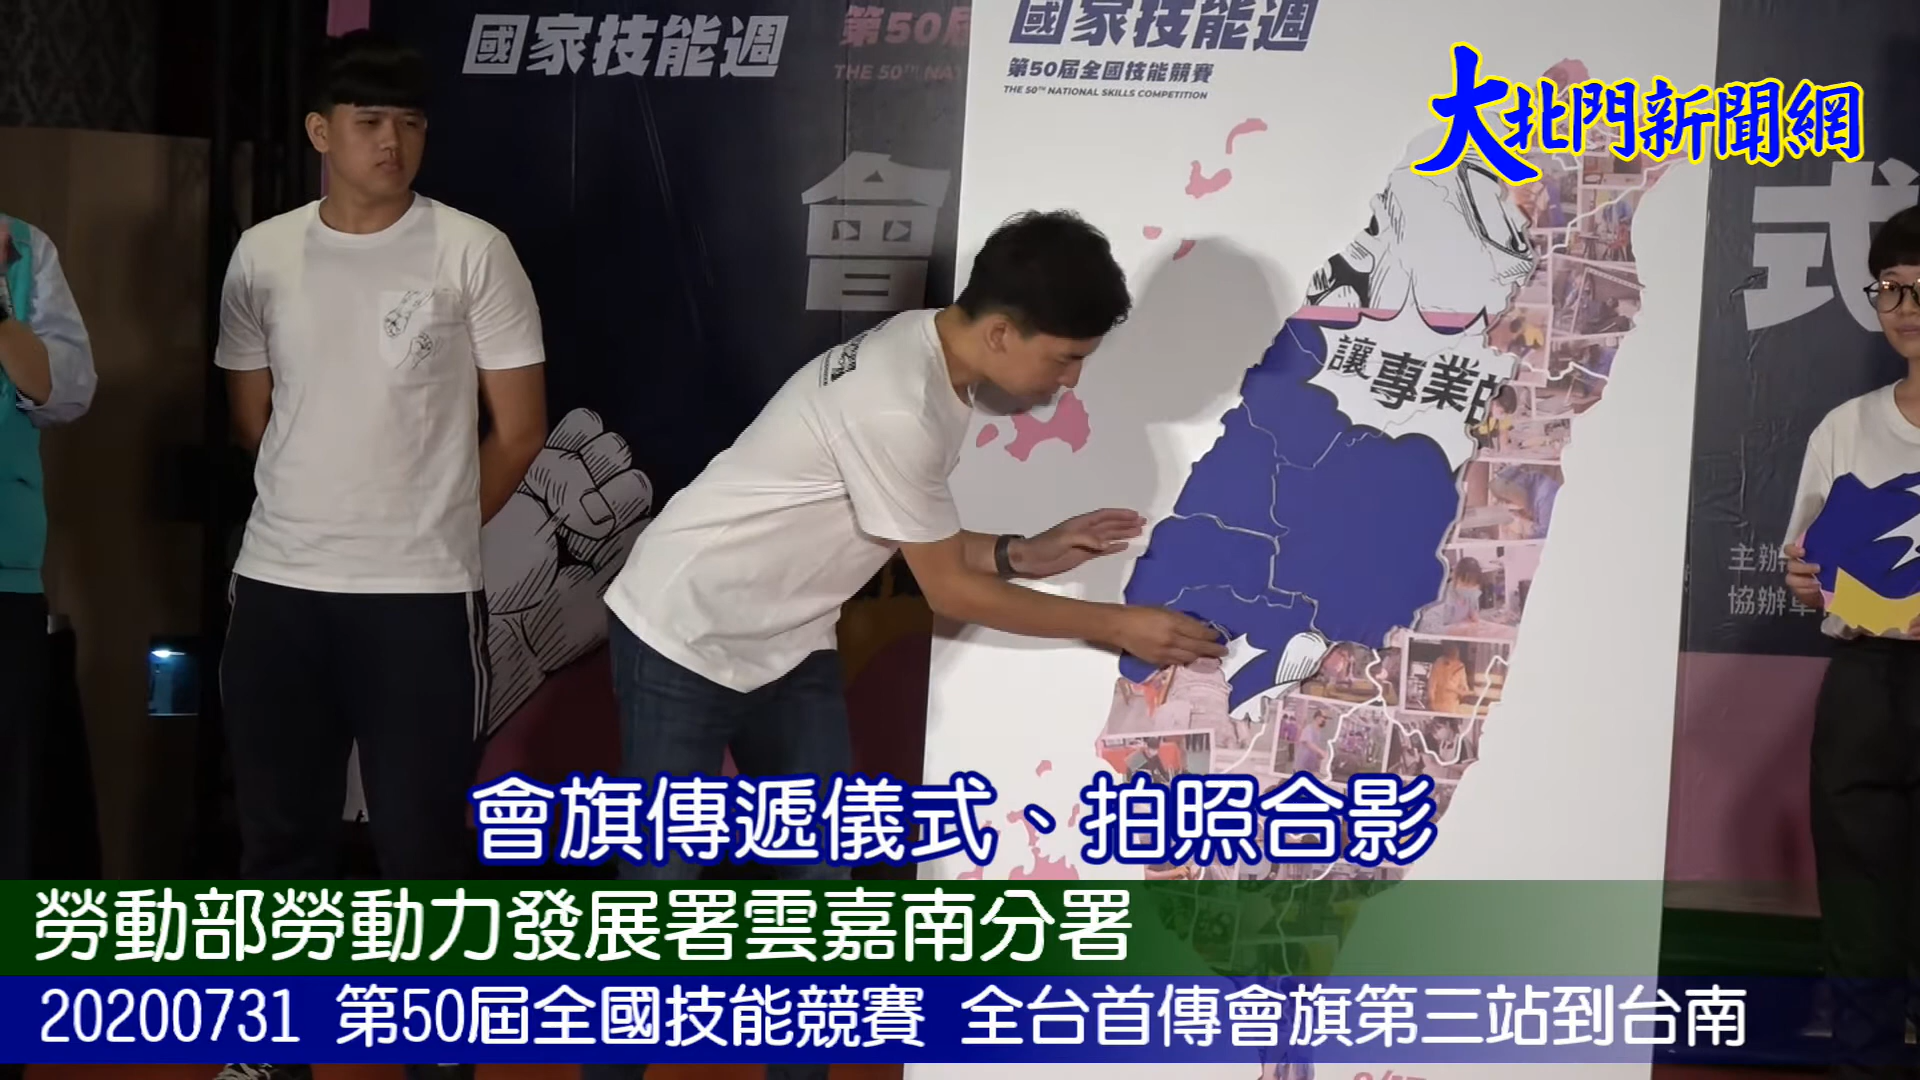 國家技能週
第50屆
THE 50TH NA
國家技能週
第50屆全國技能競賽
THE 50TH NATIONAL SKILLS COMPETITION
大北門新聞網
會
式
讓專業的
主辦
協辦單
會旗傳遞儀式、拍照合影
勞動部勞動力發展署雲嘉南分署
20200731 第50屆全國技能競賽 全台首傳會旗第三站到台南